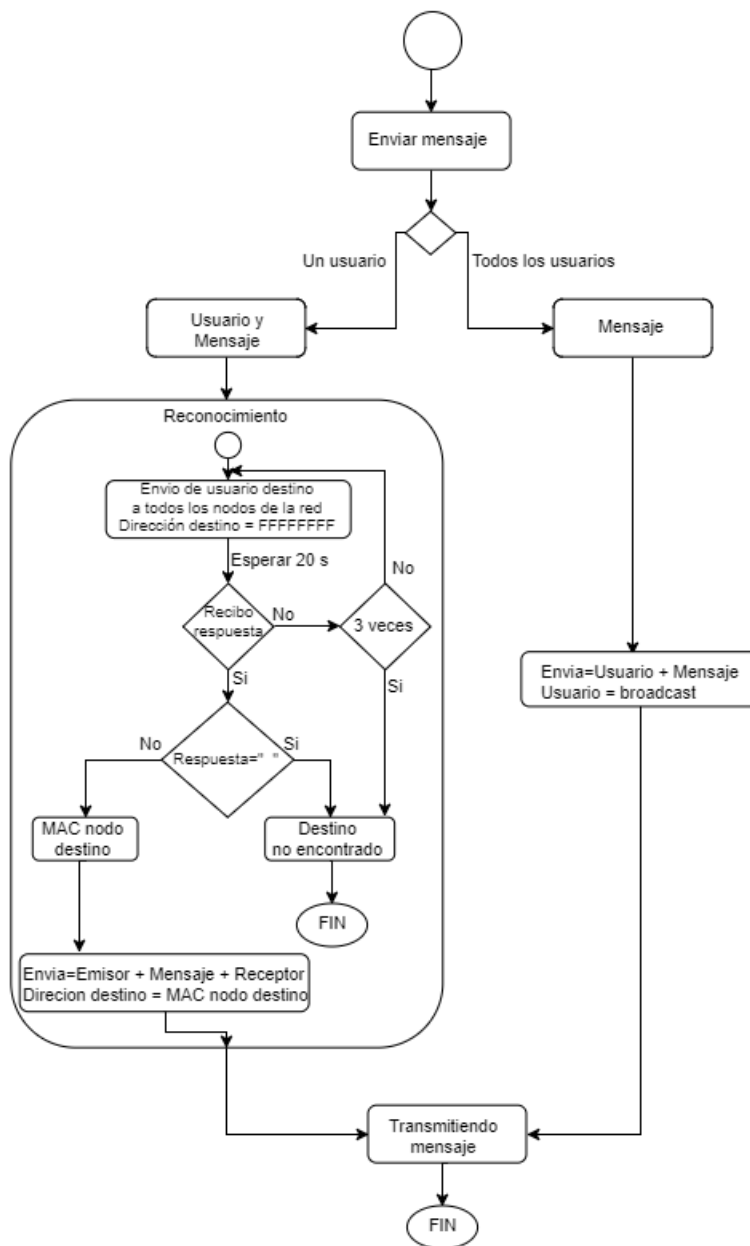 Enviar mensaje
Un usuario
Todos los usuarios
Usuario y
Mensaje
Mensaje
Reconocimiento
Envio de usuario destino
a todos los nodos de la red
Dirección destino = FFFFFFFF
Esperar 20 s
No
Recibo
respuesta
No
3 veces
Si
Si
Envia=Usuario + Mensaje
Usuario = broadcast
No
Si
Respuesta=" "
MAC nodo
destino
Destino
no encontrado
FIN
Envia=Emisor + Mensaje + Receptor
Direcion destino = MAC nodo destino
Transmitiendo
mensaje
FIN